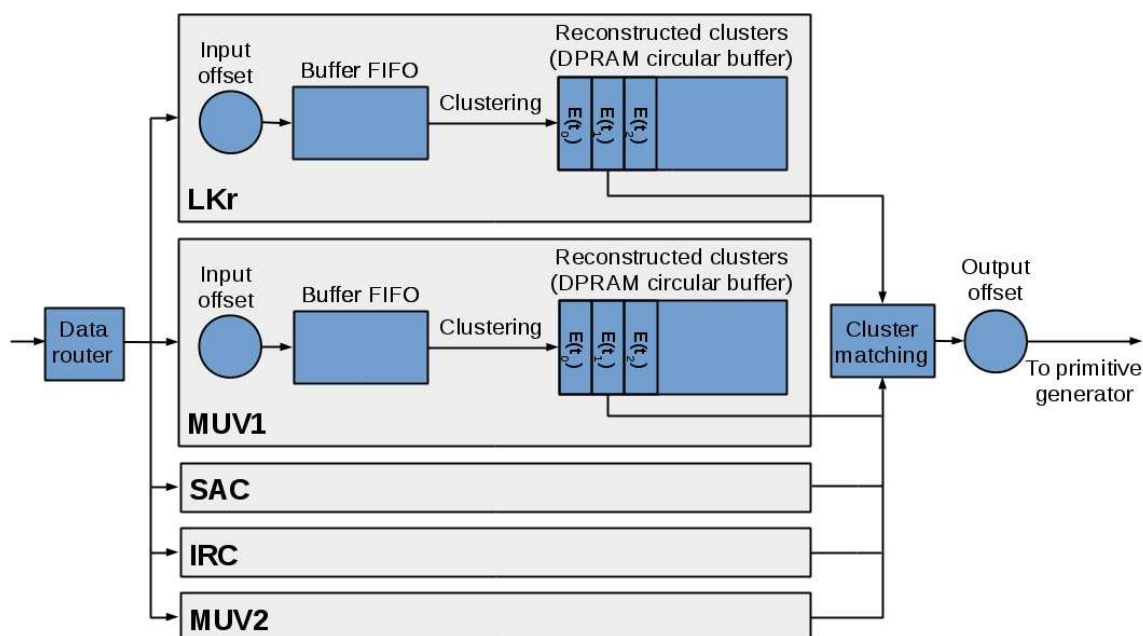 Reconstructed clusters
(DPRAM circular buffer)
Input
offset
Buffer FIFO
Clustering
E(t0)
E(t1)
E(t2)
LKr
Reconstructed clusters
(DPRAM circular buffer)
Input
offset
Buffer FIFO
Clustering
E(t0)
E(t1)
E(t2)
MUV1
Data
router
Cluster
matching
Output
offset
To primitive
generator
SAC
IRC
MUV2